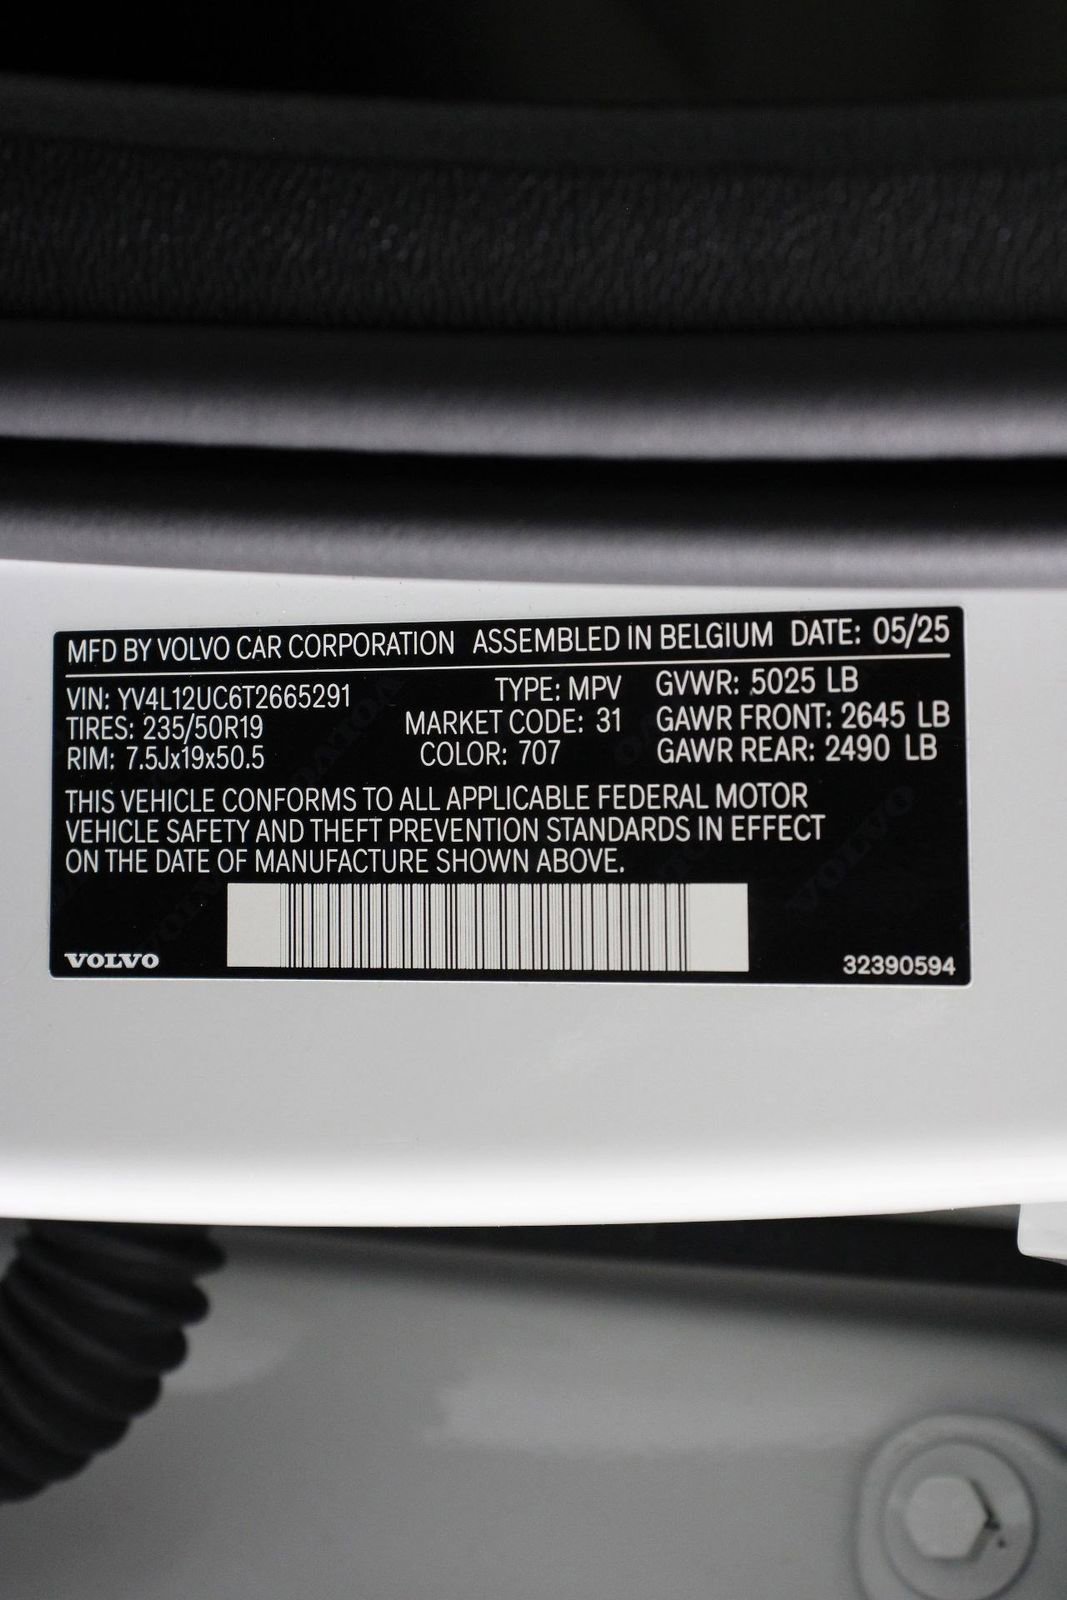 MFD BY VOLVO CAR CORPORATION ASSEMBLED IN BELGIUM DATE: 05/25
VIN: YV4L12UC6T2665291 TYPE: MPV GVWR: 5025 LB
TIRES: 235/50R19 MARKET CODE: 31 GAWR FRONT: 2645 LB
RIM: 7.5Jx19x50.5 COLOR: 707 GAWR REAR: 2490 LB
THIS VEHICLE CONFORMS TO ALL APPLICABLE FEDERAL MOTOR
VEHICLE SAFETY AND THEFT PREVENTION STANDARDS IN EFFECT
ON THE DATE OF MANUFACTURE SHOWN ABOVE.
VOLVO 32390594